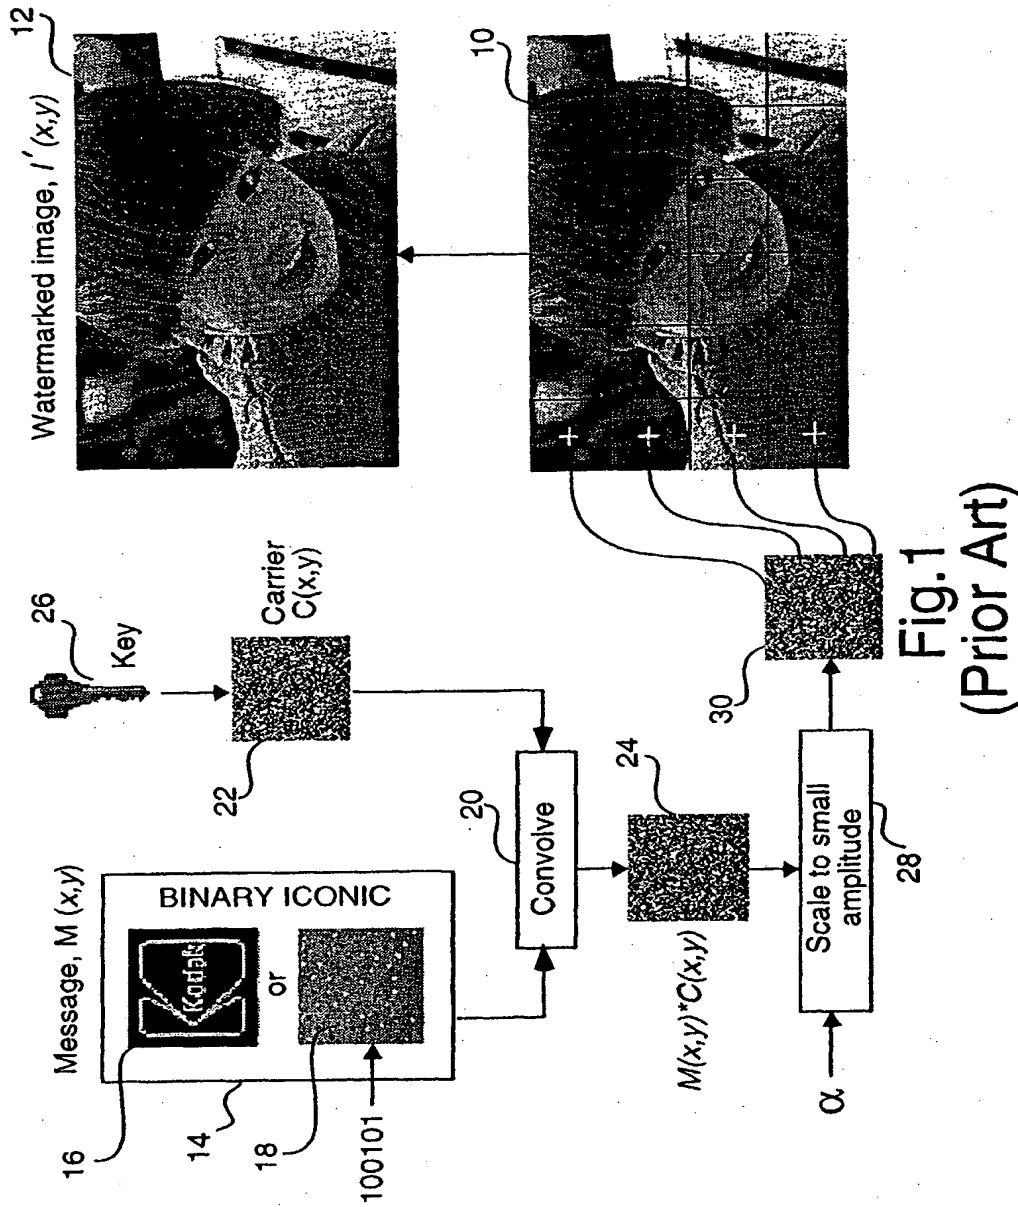 12
Watermarked image, I'(x,y)
10
26
Key
Carrier
C(x,y)
22
Message, M (x,y)
BINARY ICONIC
Kodak
or
16
14
18
100101
20
Convolve
24
M(x,y)*C(x,y)
Scale to small
amplitude
28
α
30
+
+
+
+
Fig.1
(Prior Art)